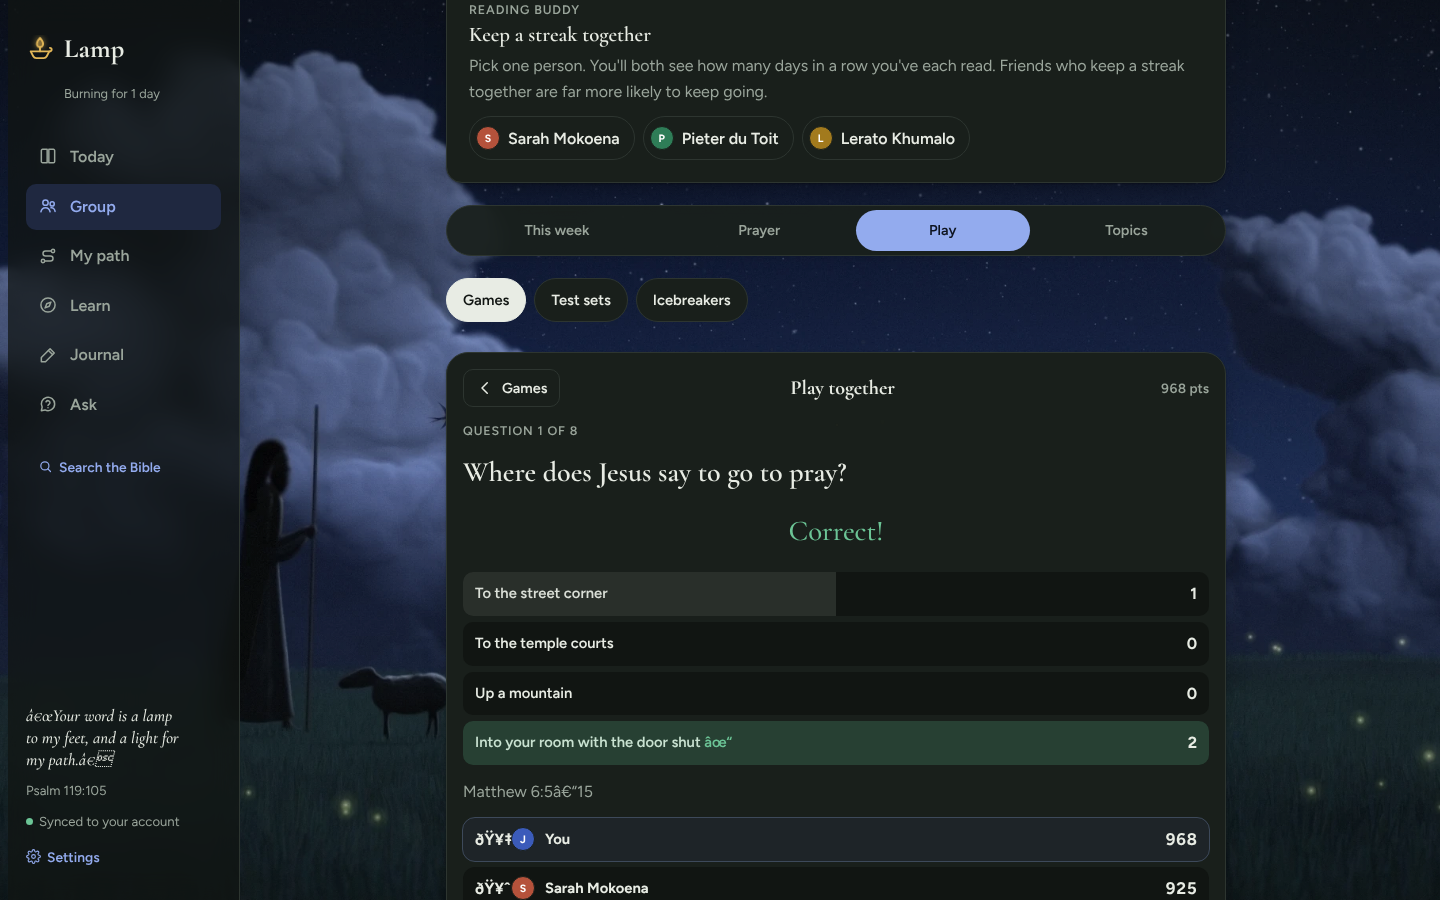 Lamp
Burning for 1 day
Today
Group
My path
Learn
Journal
Ask
Search the Bible
“Your word is a lamp
to my feet, and a light for
my path.â€
Psalm 119:105
Synced to your account
Settings
READING BUDDY
Keep a streak together
Pick one person. You'll both see how many days in a row you've each read. Friends who keep a streak
together are far more likely to keep going.
S Sarah Mokoena
P Pieter du Toit
L Lerato Khumalo
This week
Prayer
Play
Topics
Games
Test sets
Icebreakers
Games
Play together
968 pts
QUESTION 1 OF 8
Where does Jesus say to go to pray?
Correct!
To the street corner 1
To the temple courts 0
Up a mountain 0
Into your room with the door shut âœ“ 2
Matthew 6:5â€“15
ðŸ¥‡ J You 968
ðŸ¥ˆ S Sarah Mokoena 925